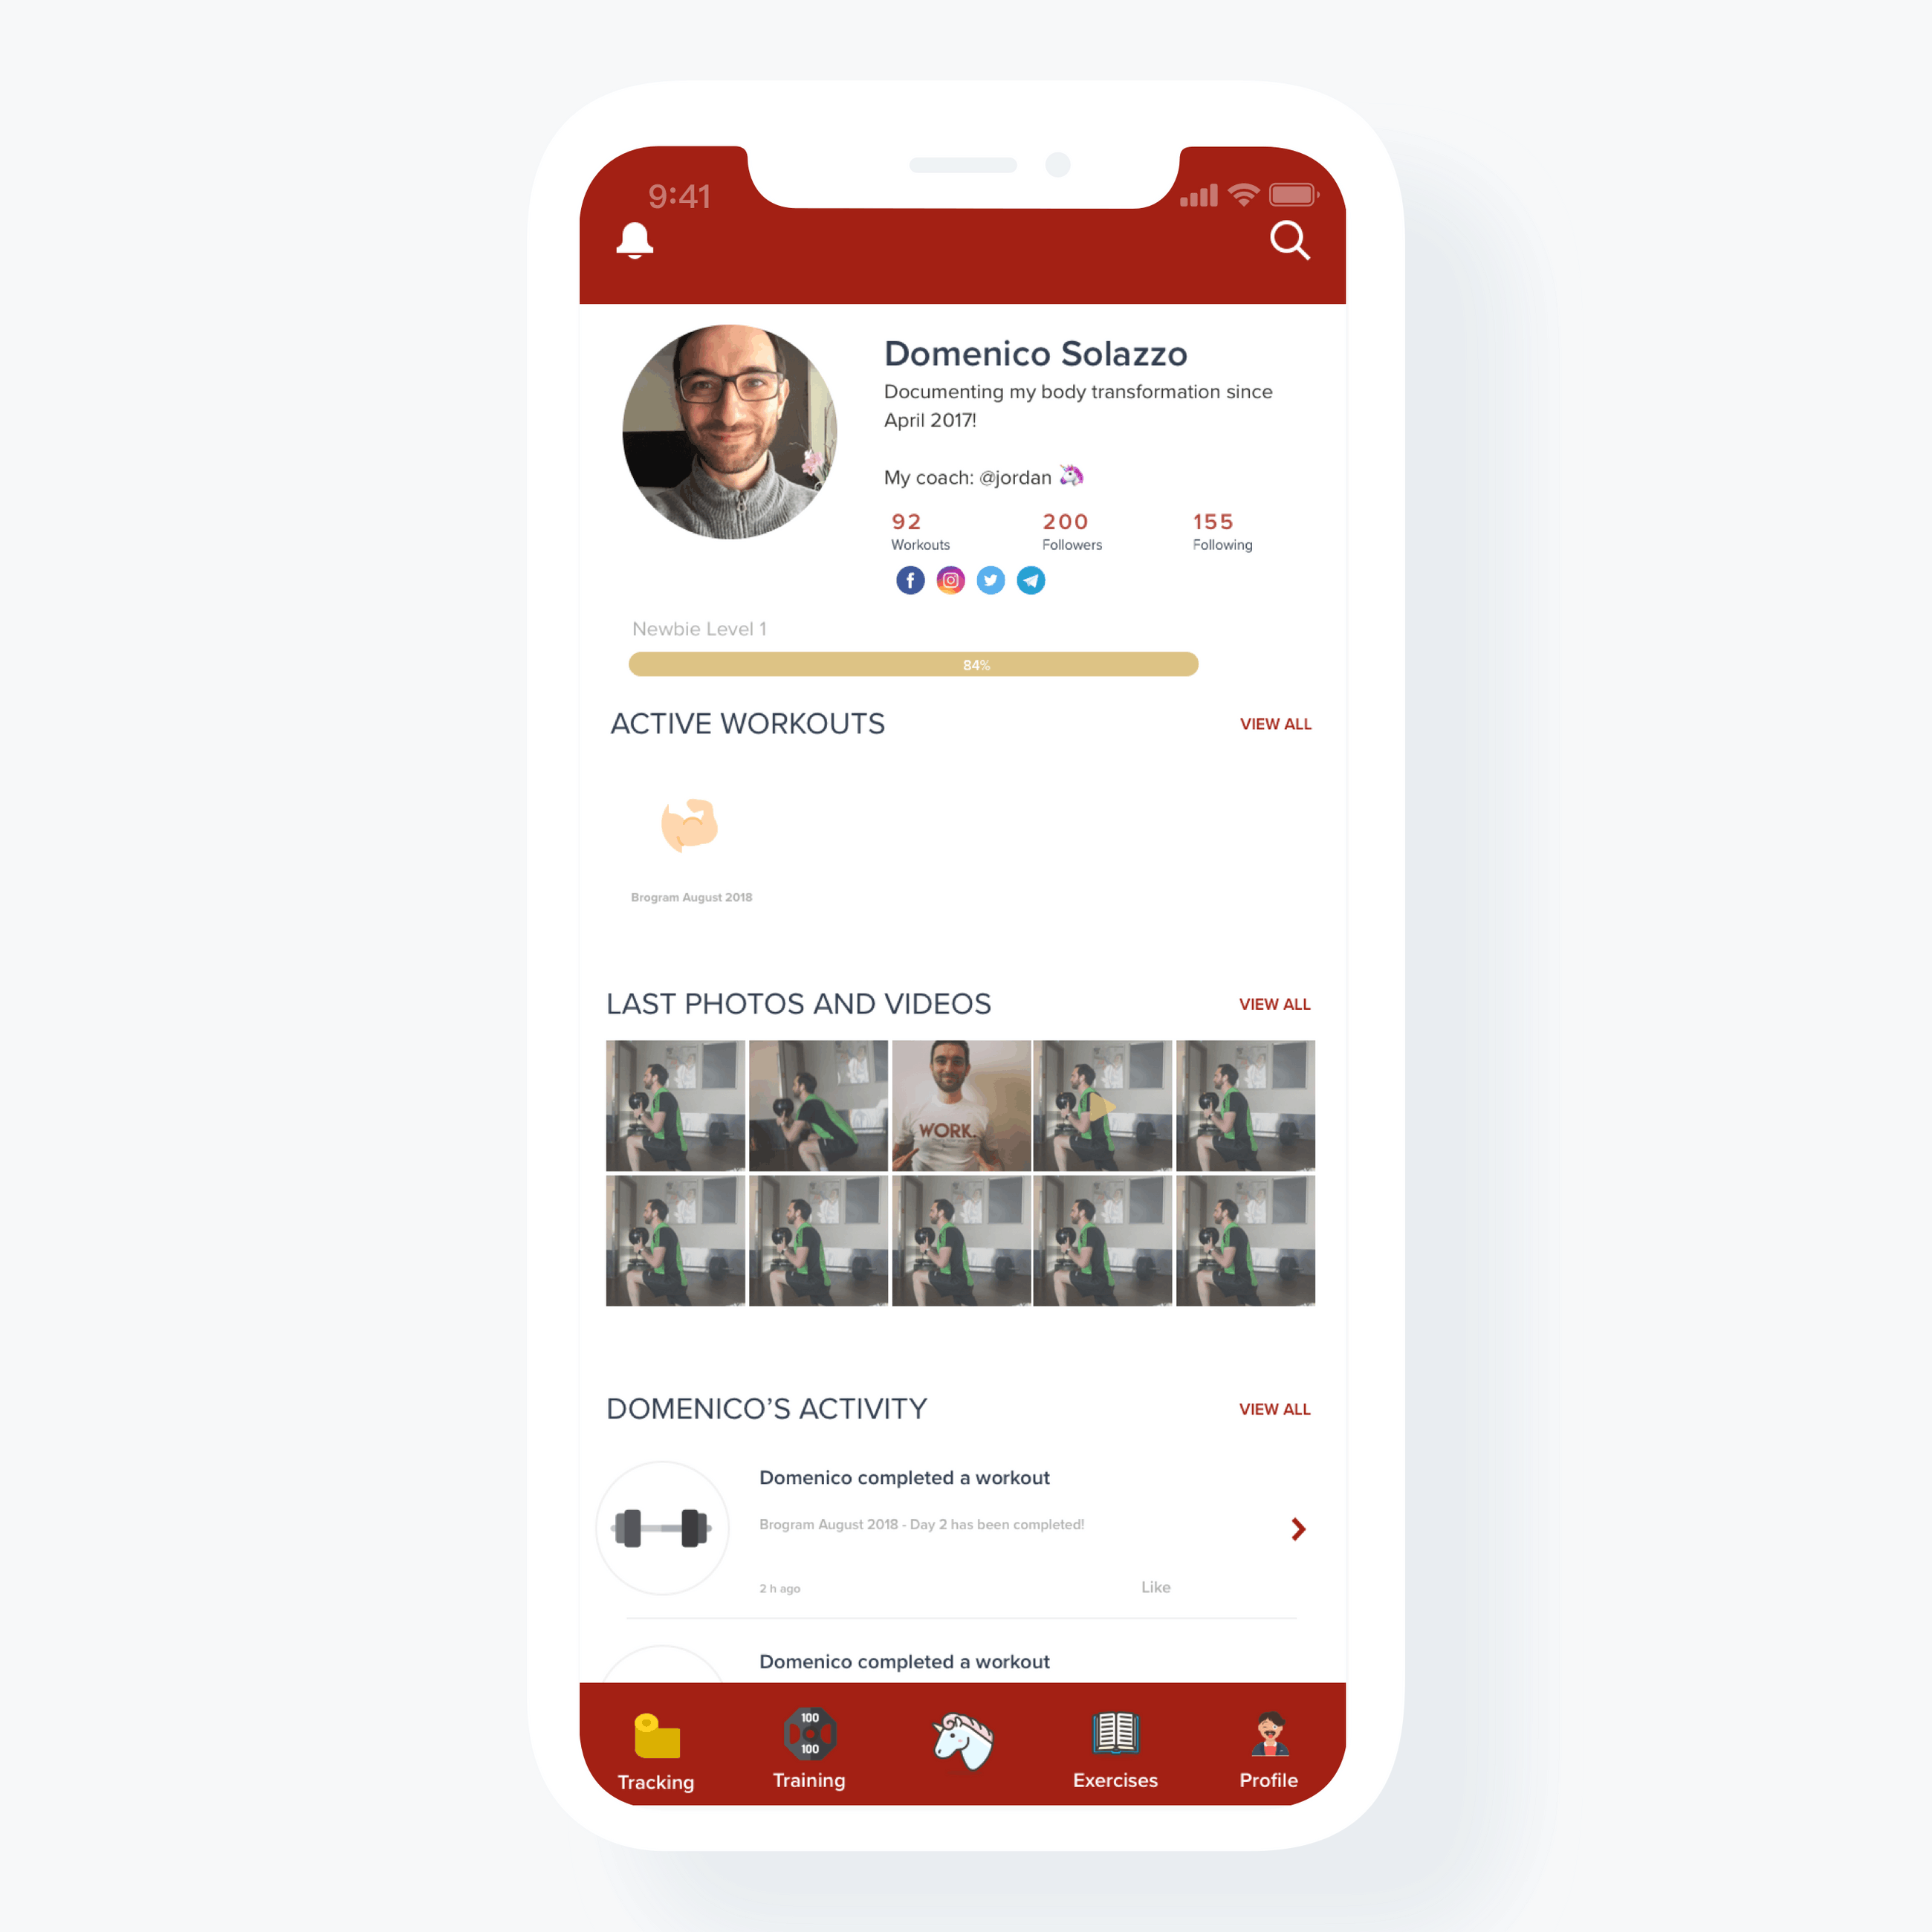 9:41
Domenico Solazzo
Documenting my body transformation since
April 2017!
My coach: @jordan 🦄
92 200 155
Workouts Followers Following
Newbie Level 1
84%
ACTIVE WORKOUTS VIEW ALL
Brogram August 2018
LAST PHOTOS AND VIDEOS VIEW ALL
WORK.
DOMENICO’S ACTIVITY VIEW ALL
Domenico completed a workout
Brogram August 2018 - Day 2 has been completed!
2 h ago Like
Domenico completed a workout
100
100
Tracking Training Exercises Profile